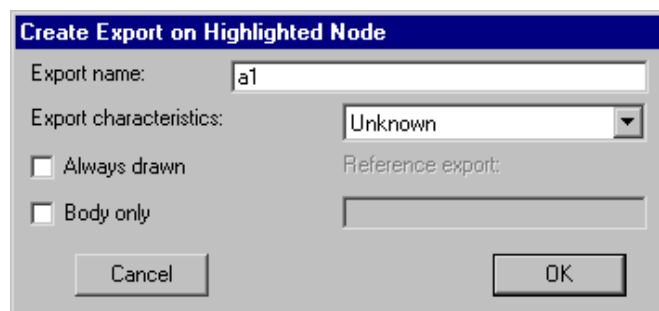 Create Export on Highlighted Node
Export name: a1
Export characteristics: Unknown
Always drawn Reference export:
Body only
Cancel OK